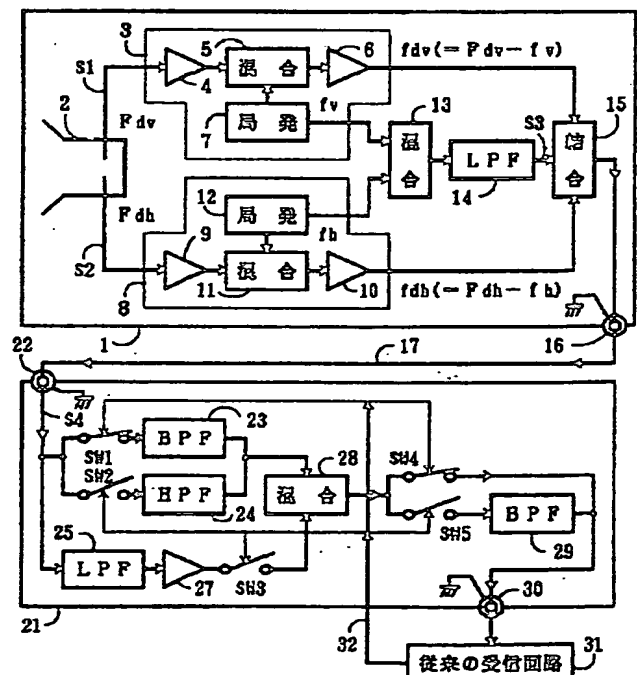 3
5
6
fdv(=Fdv−fv)
S1
混合
4
13
15
2
Fdv
fv
7
局発
S3
混合
LPF
結合
14
12
局発
Fdh
fh
9
S2
混合
8
11
10
fdh(=Fdh−fh)
1
16
22
17
S4
23
BPF
SW1
28
SW4
SW2
HPF
混合
24
SW5
BPF
25
29
LPF
27
SW3
30
21
32
31
従来の受信回路